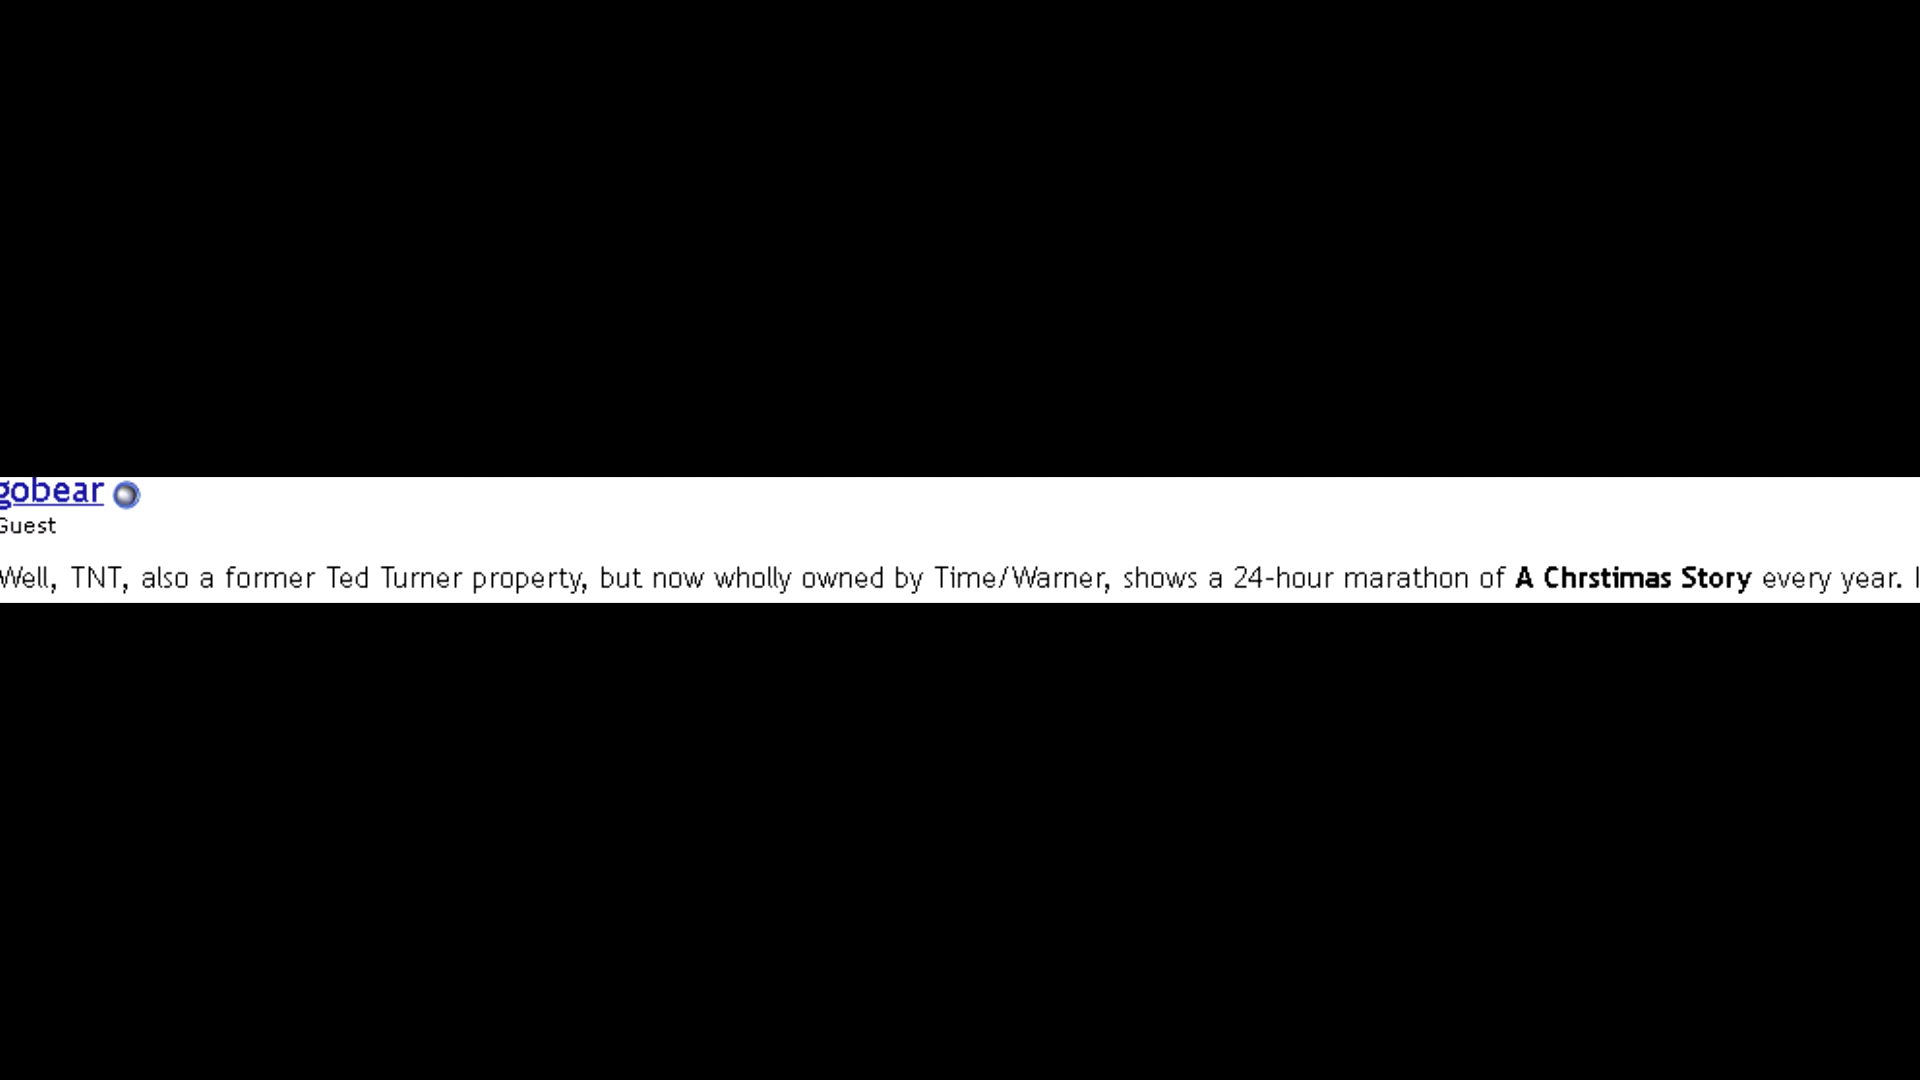 gobear
Guest
Well, TNT, also a former Ted Turner property, but now wholly owned by Time/Warner, shows a 24-hour marathon of A Chrstimas Story every year. I